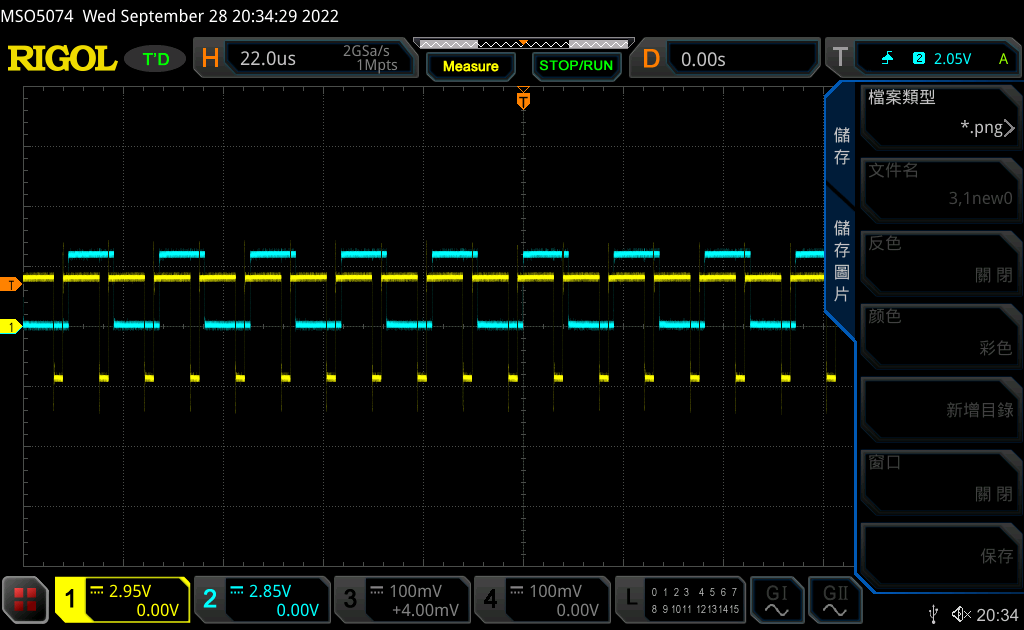 MSO5074 Wed September 28 20:34:29 2022
RIGOL
T'D
H
22.0us
2GSa/s
1Mpts
Measure
STOP/RUN
D
0.00s
T
2
2.05V
A
T
T
1
儲存
儲存圖片
檔案類型
*.png
文件名
3,1new0
反色
關閉
颜色
彩色
新增目錄
窗口
關閉
保存
1
2.95V
0.00V
2
2.85V
0.00V
3
100mV
+4.00mV
4
100mV
0.00V
L
0 1 2 3 4 5 6 7
8 9 10 11 12 13 14 15
GI
GII
20:34